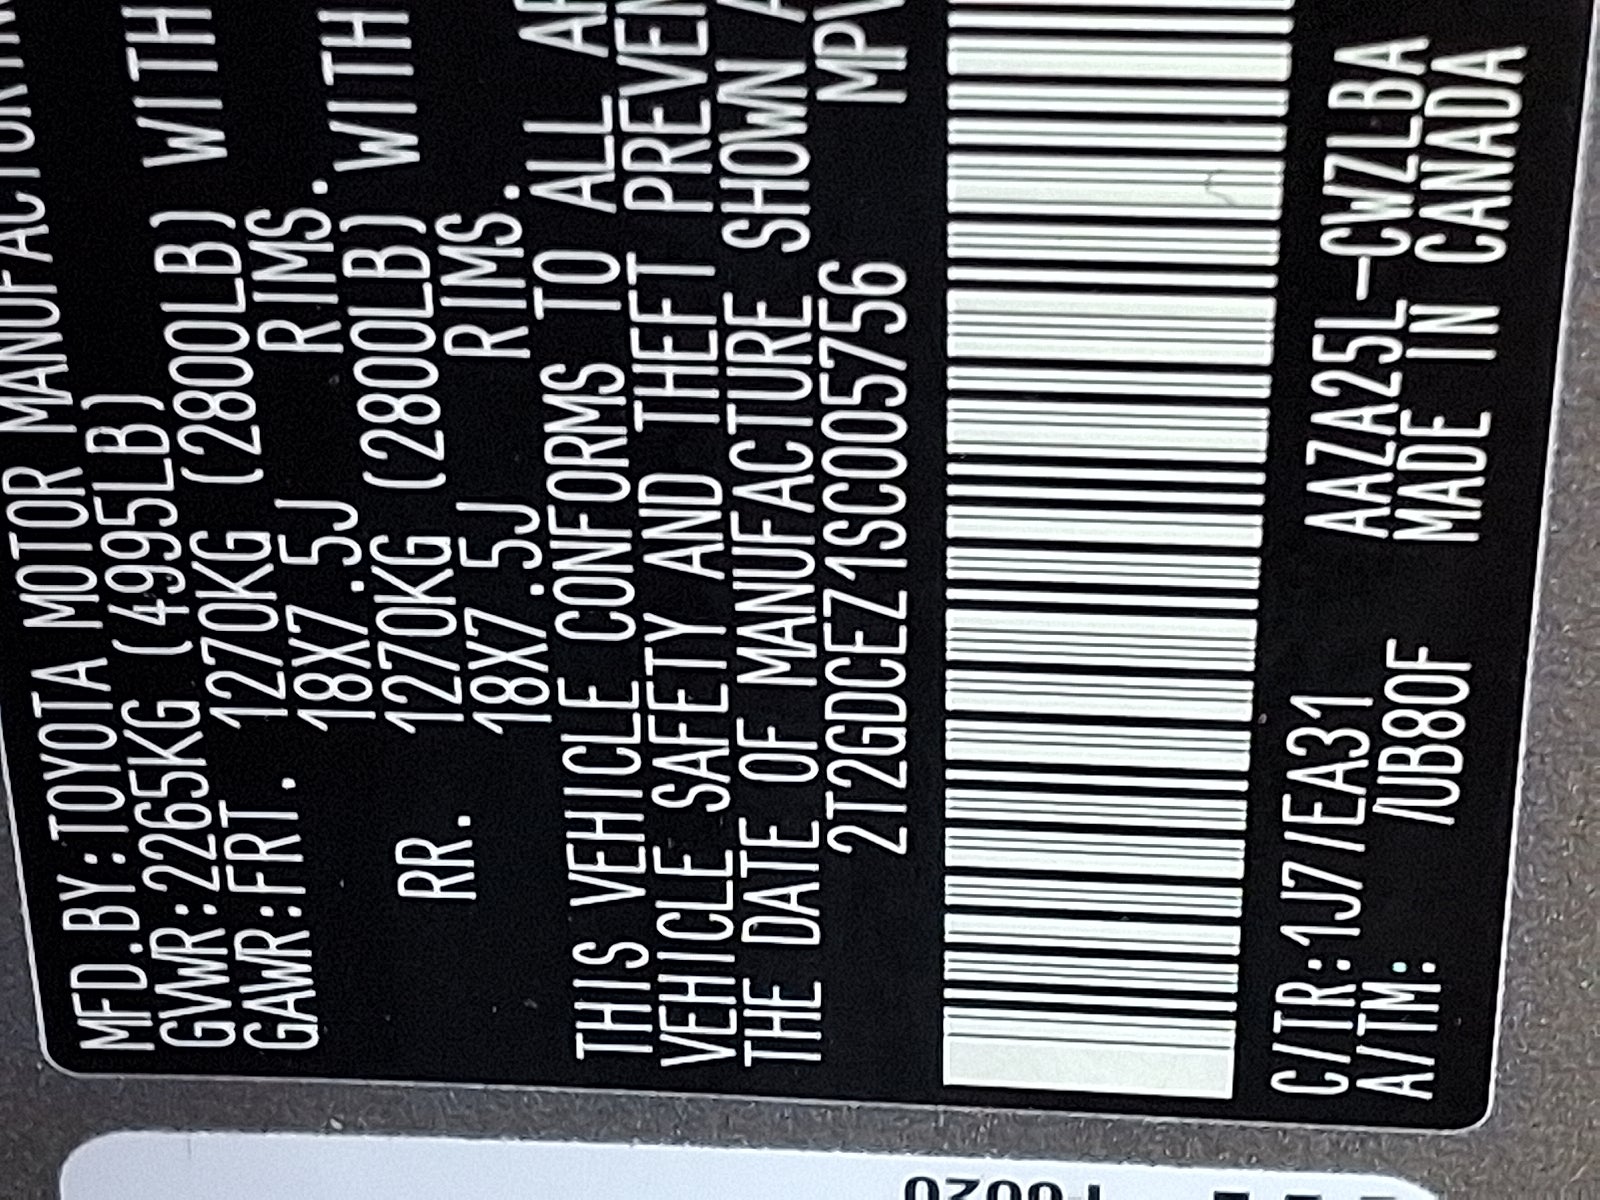 MFD.BY:TOYOTA MOTOR MANUFACTURIN
GVWR:2265KG (4995LB)
GAWR:FRT. 1270KG (2800LB) WITH
18X7.5J RIMS.
RR. 1270KG (2800LB) WITH
18X7.5J RIMS.
THIS VEHICLE CONFORMS TO ALL AP
VEHICLE SAFETY AND THEFT PREVEN
THE DATE OF MANUFACTURE SHOWN A
2T2GDCEZ1SC005756 MPV
C/TR:1J7/EA31 AAZA25L-CWZLBA
A/TM: /UB80F MADE IN CANADA